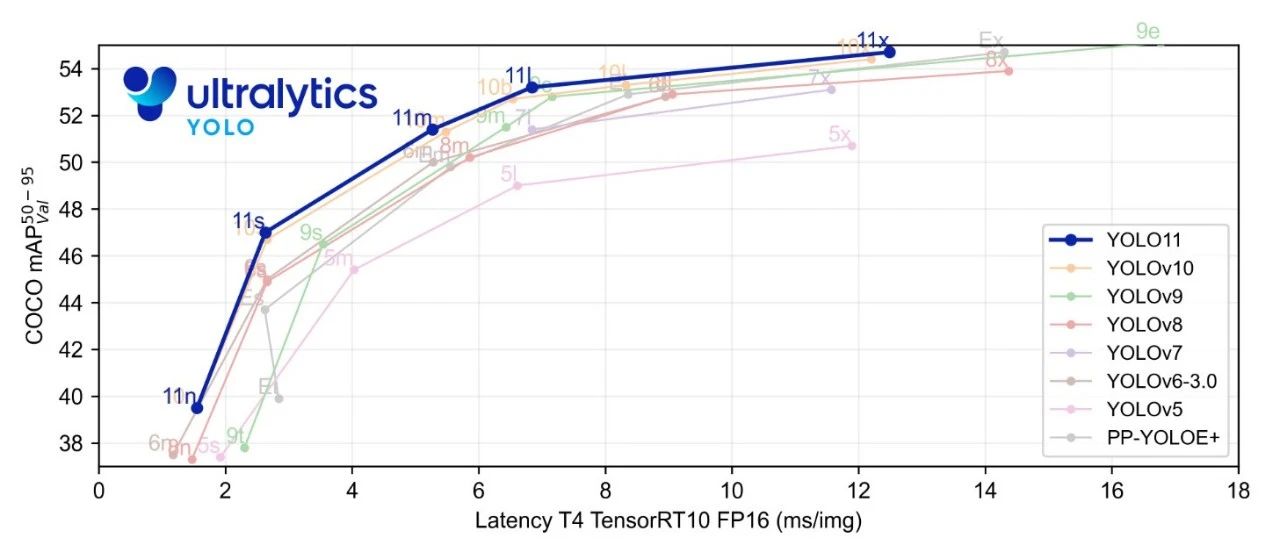 ultralytics
YOLO
COCO mAP50-95 Val
54
52
50
48
46
44
42
40
38
0 2 4 6 8 10 12 14 16 18
Latency T4 TensorRT10 FP16 (ms/img)
9e
11x
Ex
8x
7x
11l
10b
9m
7l
11m
8m
5x
5l
11s
9s
5m
Es
11n
9t
5s
YOLO11
YOLOv10
YOLOv9
YOLOv8
YOLOv7
YOLOv6-3.0
YOLOv5
PP-YOLOE+